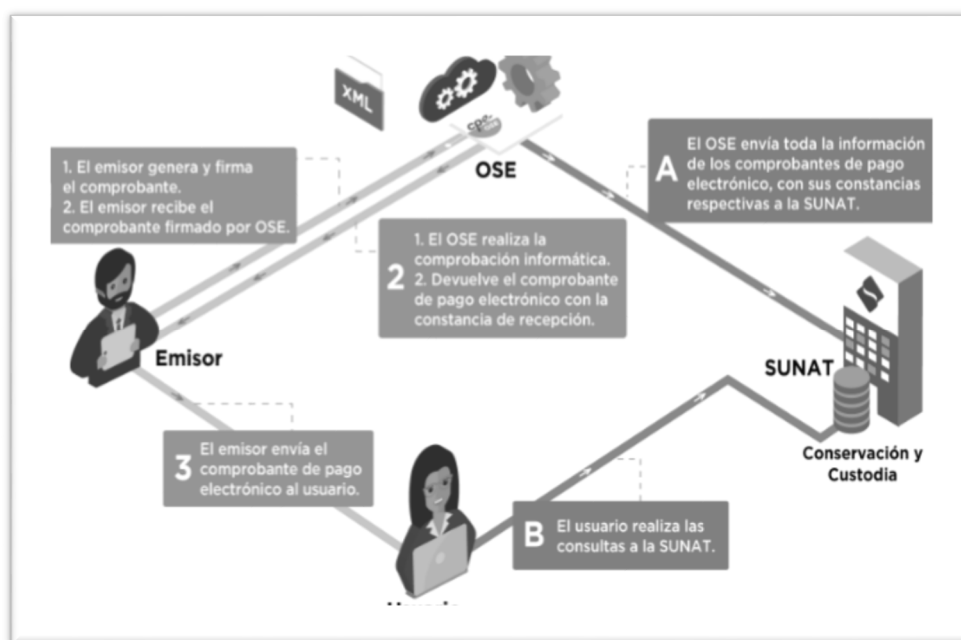 XML
cpe
OSE
1. El emisor genera y firma
el comprobante.
2. El emisor recibe el
comprobante firmado por OSE.
2
1. El OSE realiza la
comprobación informática.
2. Devuelve el comprobante
de pago electrónico con la
constancia de recepción.
A
El OSE envía toda la información
de los comprobantes de pago
electrónico, con sus constancias
respectivas a la SUNAT.
Emisor
SUNAT
Conservación y
Custodia
3
El emisor envía el
comprobante de pago
electrónico al usuario.
B
El usuario realiza las
consultas a la SUNAT.